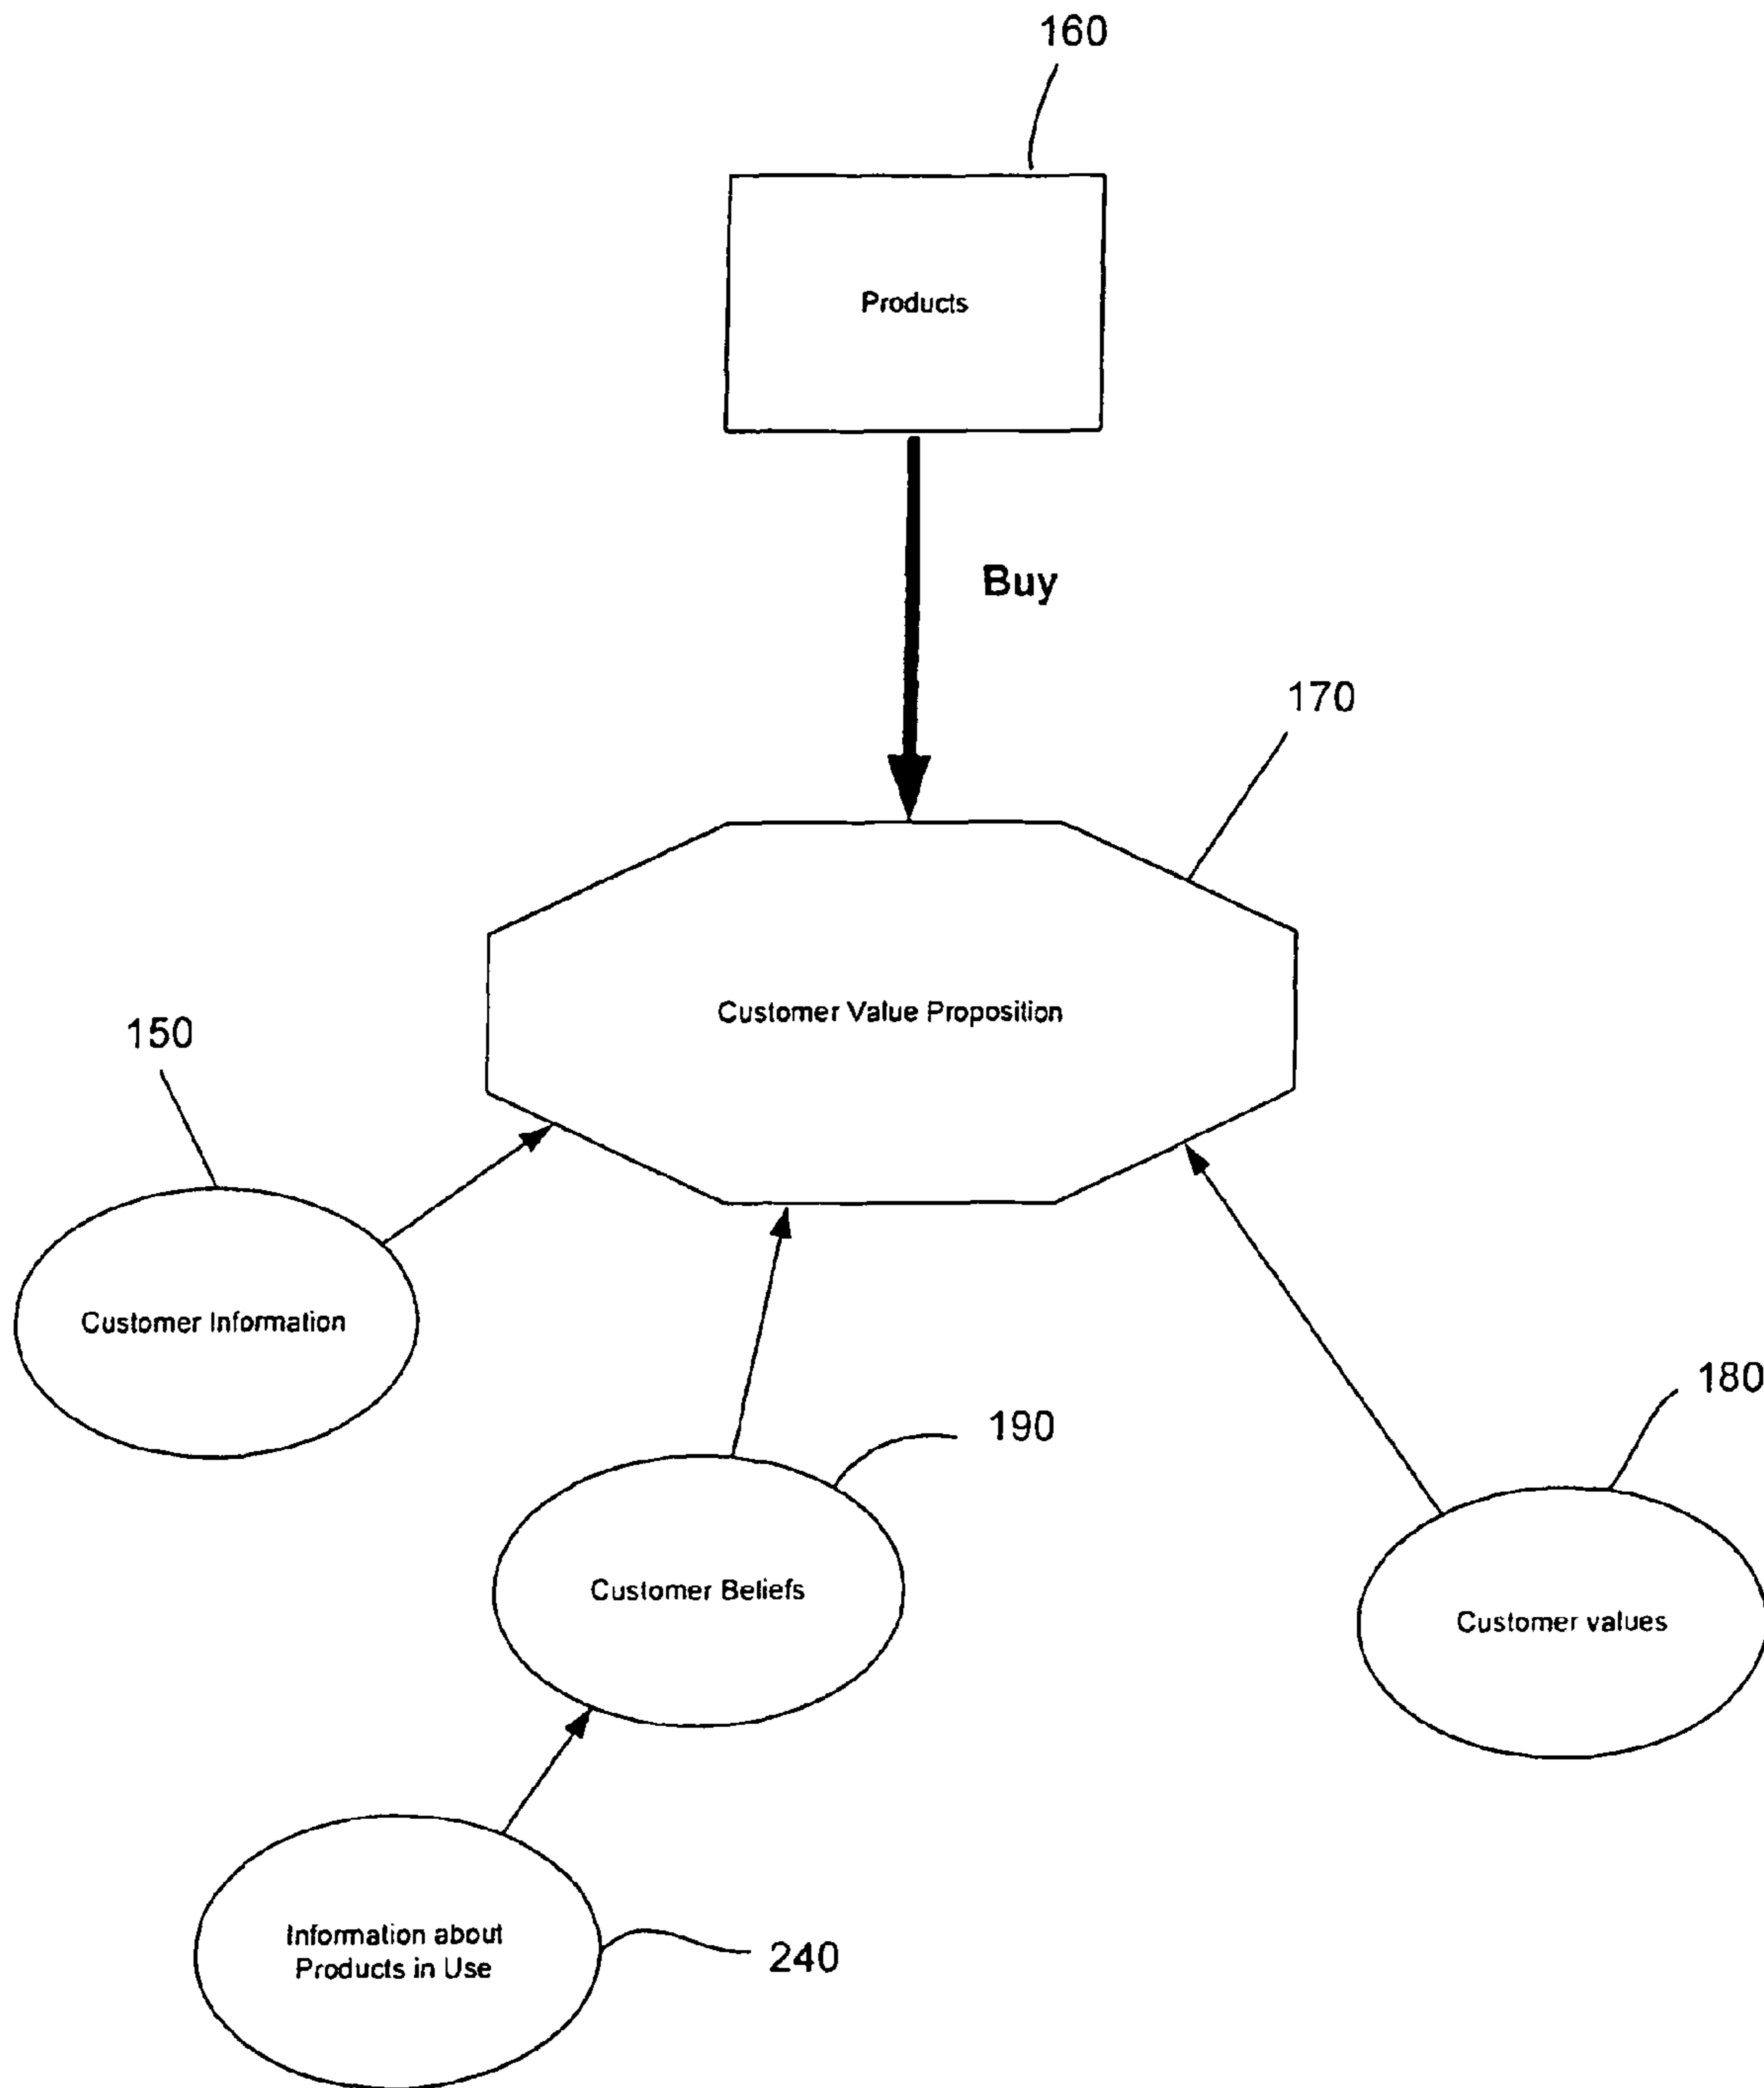 160
Products
Buy
170
Customer Value Proposition
150
Customer Information
180
190
Customer Beliefs
Customer values
Information about
Products in Use
240